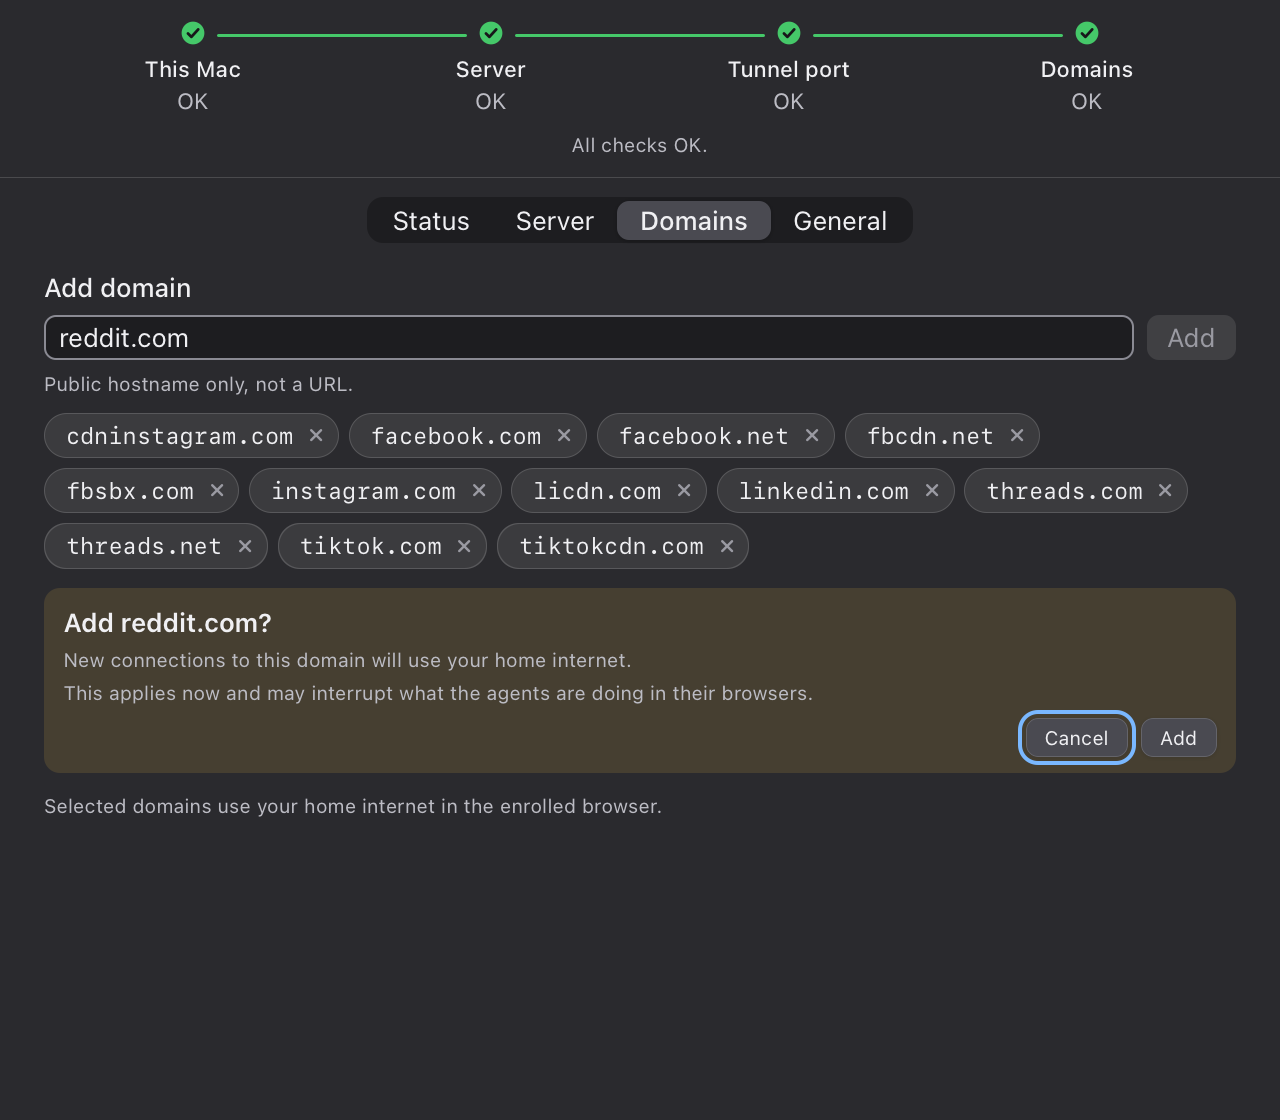 This Mac Server Tunnel port Domains
OK OK OK OK
All checks OK.
Status Server Domains General
Add domain
reddit.com Add
Public hostname only, not a URL.
cdninstagram.com × facebook.com × facebook.net × fbcdn.net ×
fbsbx.com × instagram.com × licdn.com × linkedin.com × threads.com ×
threads.net × tiktok.com × tiktokcdn.com ×
Add reddit.com?
New connections to this domain will use your home internet.
This applies now and may interrupt what the agents are doing in their browsers.
Cancel Add
Selected domains use your home internet in the enrolled browser.